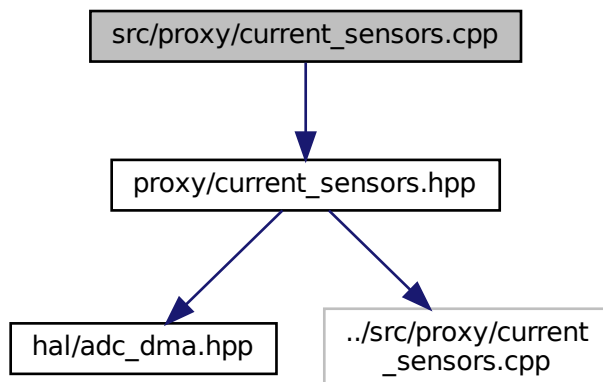 src/proxy/current_sensors.cpp
proxy/current_sensors.hpp
hal/adc_dma.hpp
../src/proxy/current
_sensors.cpp